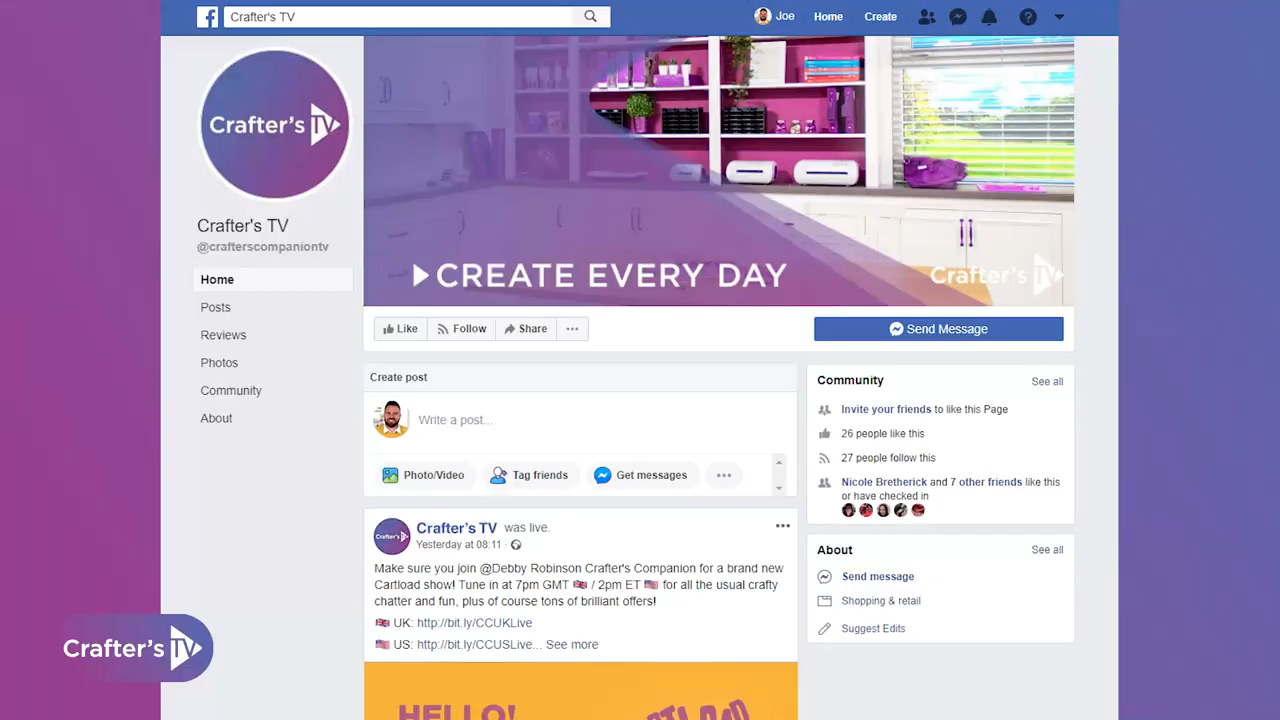 Crafter's TV
Joe
Home
Create
Crafter's TV
Crafter's TV
@crafterscompaniontv
Home
Posts
Reviews
Photos
Community
About
CREATE EVERY DAY
Crafter's TV
Like
Follow
Share
Send Message
Create post
Write a post...
Photo/Video
Tag friends
Get messages
Crafter's TV
Crafter's TV was live.
Yesterday at 08:11
Make sure you join @Debby Robinson Crafter's Companion for a brand new
Cartload show! Tune in at 7pm GMT 🇬🇧 / 2pm ET 🇺🇸 for all the usual crafty
chatter and fun, plus of course tons of brilliant offers!
🇬🇧 UK: http://bit.ly/CCUKLive
🇺🇸 US: http://bit.ly/CCUSLive... See more
HELLO!
Community
See all
Invite your friends to like this Page
26 people like this
27 people follow this
Nicole Bretherick and 7 other friends like this
or have checked in
About
See all
Send message
Shopping & retail
Suggest Edits
Crafter's TV